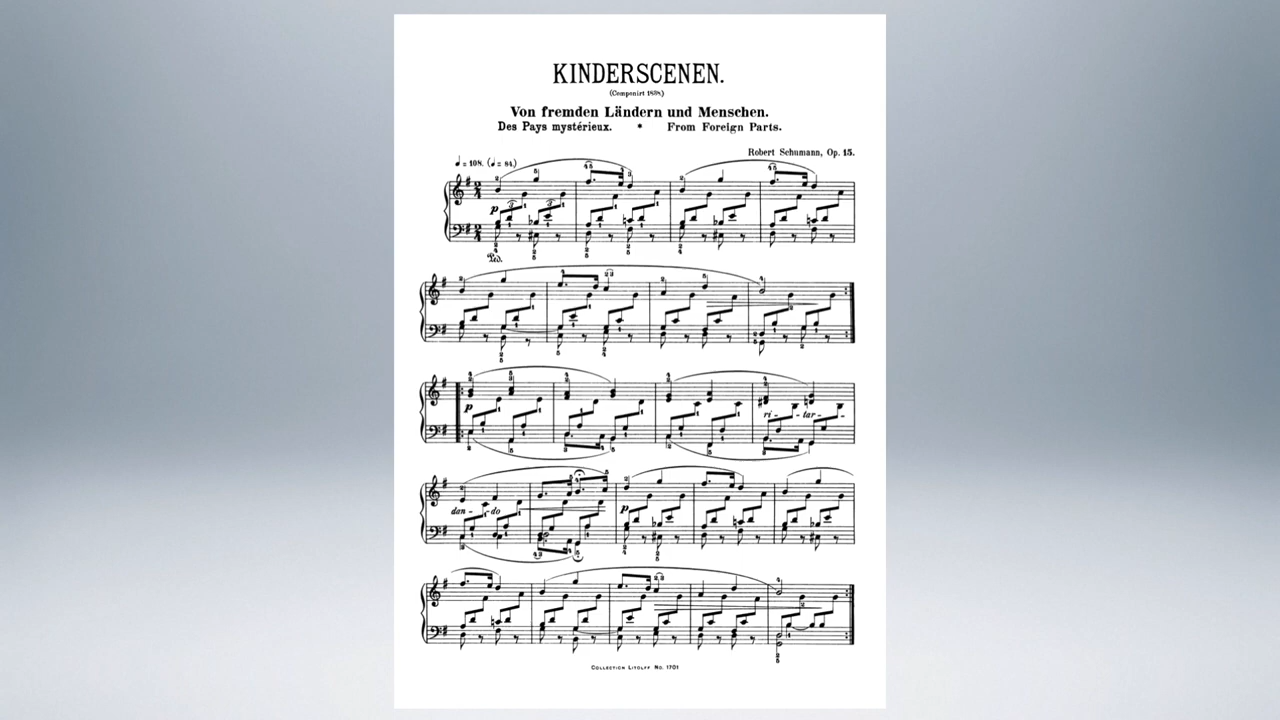 KINDERSCENEN.
(Componirt 1838.)
Von fremden Ländern und Menschen.
Des Pays mystérieux. * From Foreign Parts.
Robert Schumann, Op. 15.
♩ = 108. (♩ = 84.)
p
Ped.
p
ri - tar -
dan - do
p
COLLECTION LITOLFF No. 1701